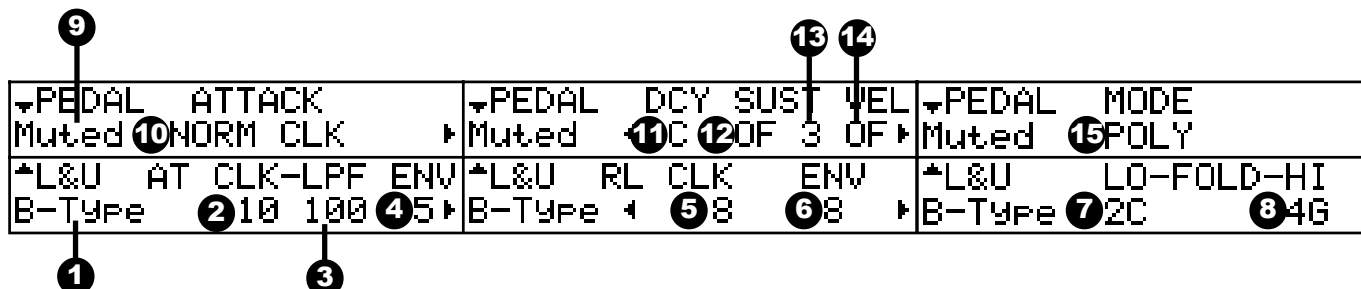 9 13 14
PEDAL ATTACK
Muted 10 NORM CLK
PEDAL DCY SUST VEL
Muted 11 C 12 OF 3 OF
PEDAL MODE
Muted 15 POLY
L&U AT CLK-LPF ENV
B-Type 2 10 100 4 5
L&U RL CLK ENV
B-Type 5 8 6 8
L&U LO-FOLD-HI
B-Type 7 2C 8 4G
1 3